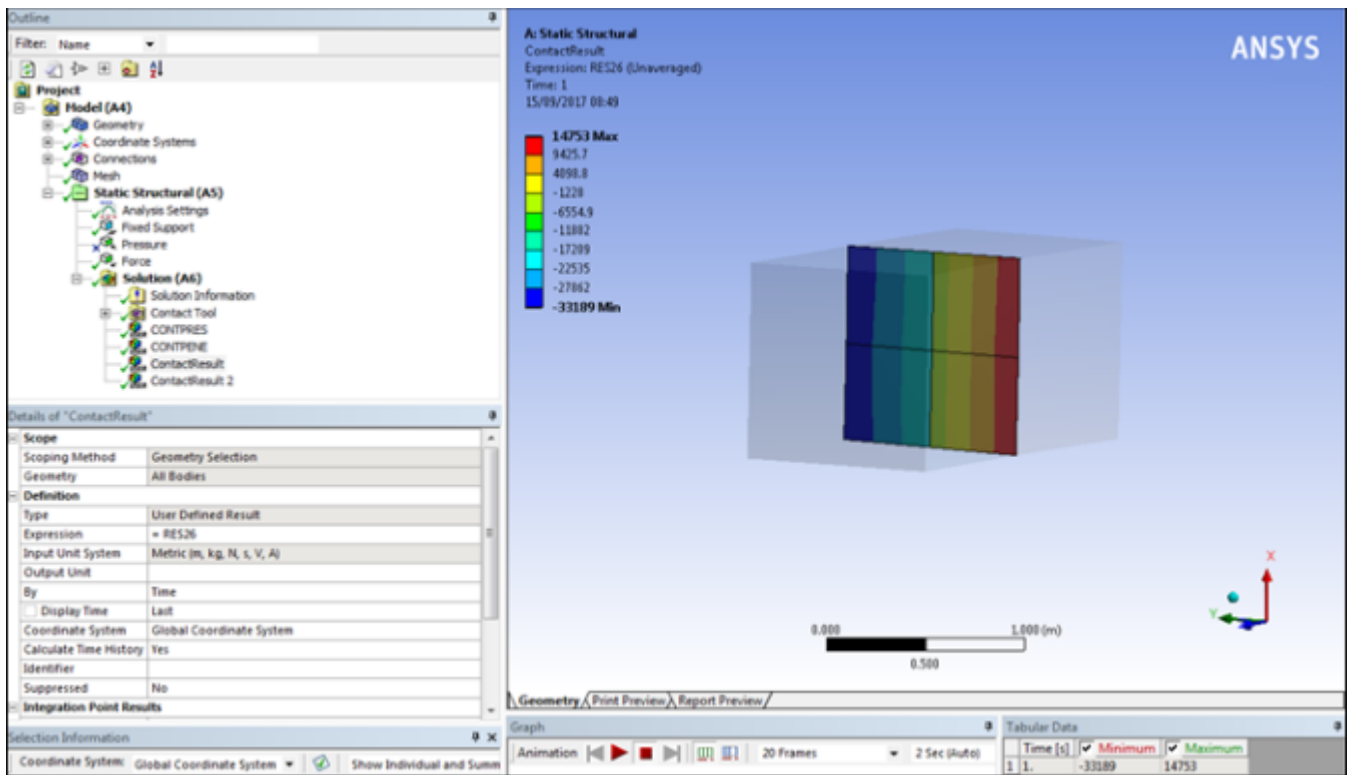 Outline
Filter: Name
Project
Model (A4)
Geometry
Coordinate Systems
Connections
Mesh
Static Structural (A5)
Analysis Settings
Fixed Support
Pressure
Force
Solution (A6)
Solution Information
Contact Tool
CONTPRES
CONTPENE
ContactResult
ContactResult 2
Details of "ContactResult"
Scope
Scoping Method Geometry Selection
Geometry All Bodies
Definition
Type User Defined Result
Expression = RES26
Input Unit System Metric (m, kg, N, s, V, A)
Output Unit
By Time
Display Time Last
Coordinate System Global Coordinate System
Calculate Time History Yes
Identifier
Suppressed No
Integration Point Results
Selection Information
Coordinate System: Global Coordinate System Show Individual and Summ
A: Static Structural
ContactResult
Expression: RES26 (Unaveraged)
Time: 1
15/09/2017 08:49
14753 Max
9425.7
4098.8
-1228
-6554.9
-11882
-17209
-22535
-27862
-33189 Min
ANSYS
X
Y
0.000 1.000 (m)
0.500
Geometry Print Preview Report Preview
Graph
Animation 20 Frames 2 Sec (Auto)
Tabular Data
Time [s] Minimum Maximum
1 1. -33189 14753